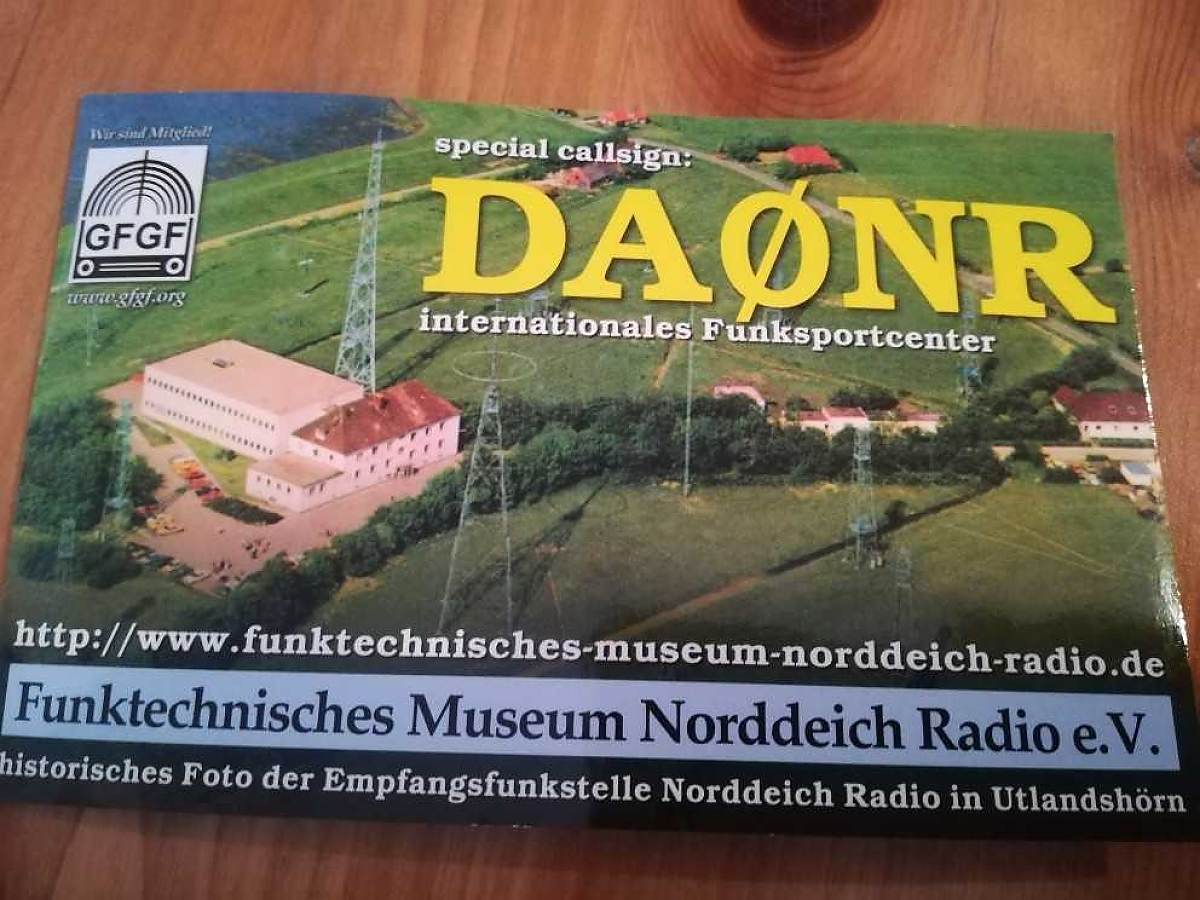 Wir sind Mitglied!
GFGF
www.gfgf.org
special callsign:
DAØNR
internationales Funksportcenter
http://www.funktechnisches-museum-norddeich-radio.de
Funktechnisches Museum Norddeich Radio e.V.
historisches Foto der Empfangsfunkstelle Norddeich Radio in Utlandshörn